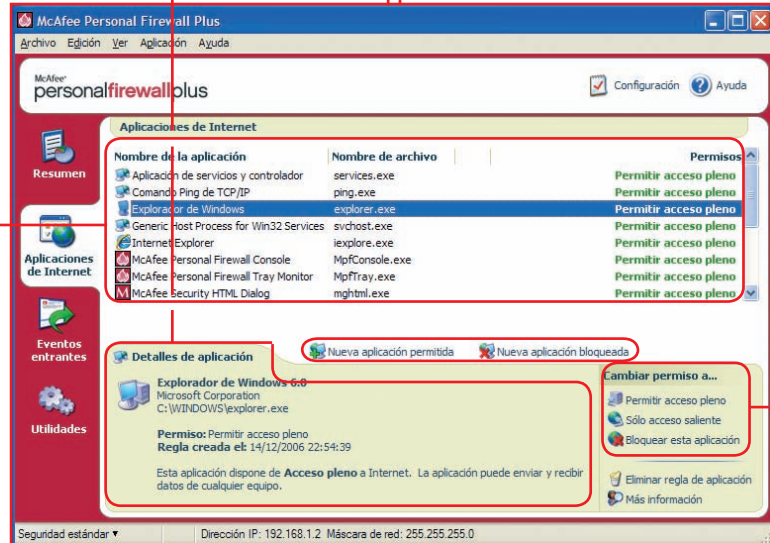 McAfee Personal Firewall Plus
Archivo Edición Ver Aplicación Ayuda
McAfee
personalfirewallplus
Configuración Ayuda
Resumen
Aplicaciones de Internet
Eventos entrantes
Utilidades
Aplicaciones de Internet
Nombre de la aplicación Nombre de archivo Permisos
Aplicación de servicios y controlador services.exe Permitir acceso pleno
Comando Ping de TCP/IP ping.exe Permitir acceso pleno
Explorador de Windows explorer.exe Permitir acceso pleno
Generic Host Process for Win32 Services svchost.exe Permitir acceso pleno
Internet Explorer iexplore.exe Permitir acceso pleno
McAfee Personal Firewall Console MpfConsole.exe Permitir acceso pleno
McAfee Personal Firewall Tray Monitor MpfTray.exe Permitir acceso pleno
McAfee Security HTML Dialog mghtml.exe Permitir acceso pleno
Nueva aplicación permitida Nueva aplicación bloqueada
Detalles de aplicación
Explorador de Windows 6.0
Microsoft Corporation
C:\WINDOWS\explorer.exe
Permiso: Permitir acceso pleno
Regla creada el: 14/12/2006 22:54:39
Esta aplicación dispone de Acceso pleno a Internet. La aplicación puede enviar y recibir
datos de cualquier equipo.
Cambiar permiso a...
Permitir acceso pleno
Sólo acceso saliente
Bloquear esta aplicación
Eliminar regla de aplicación
Más información
Seguridad estándar Dirección IP: 192.168.1.2 Máscara de red: 255.255.255.0